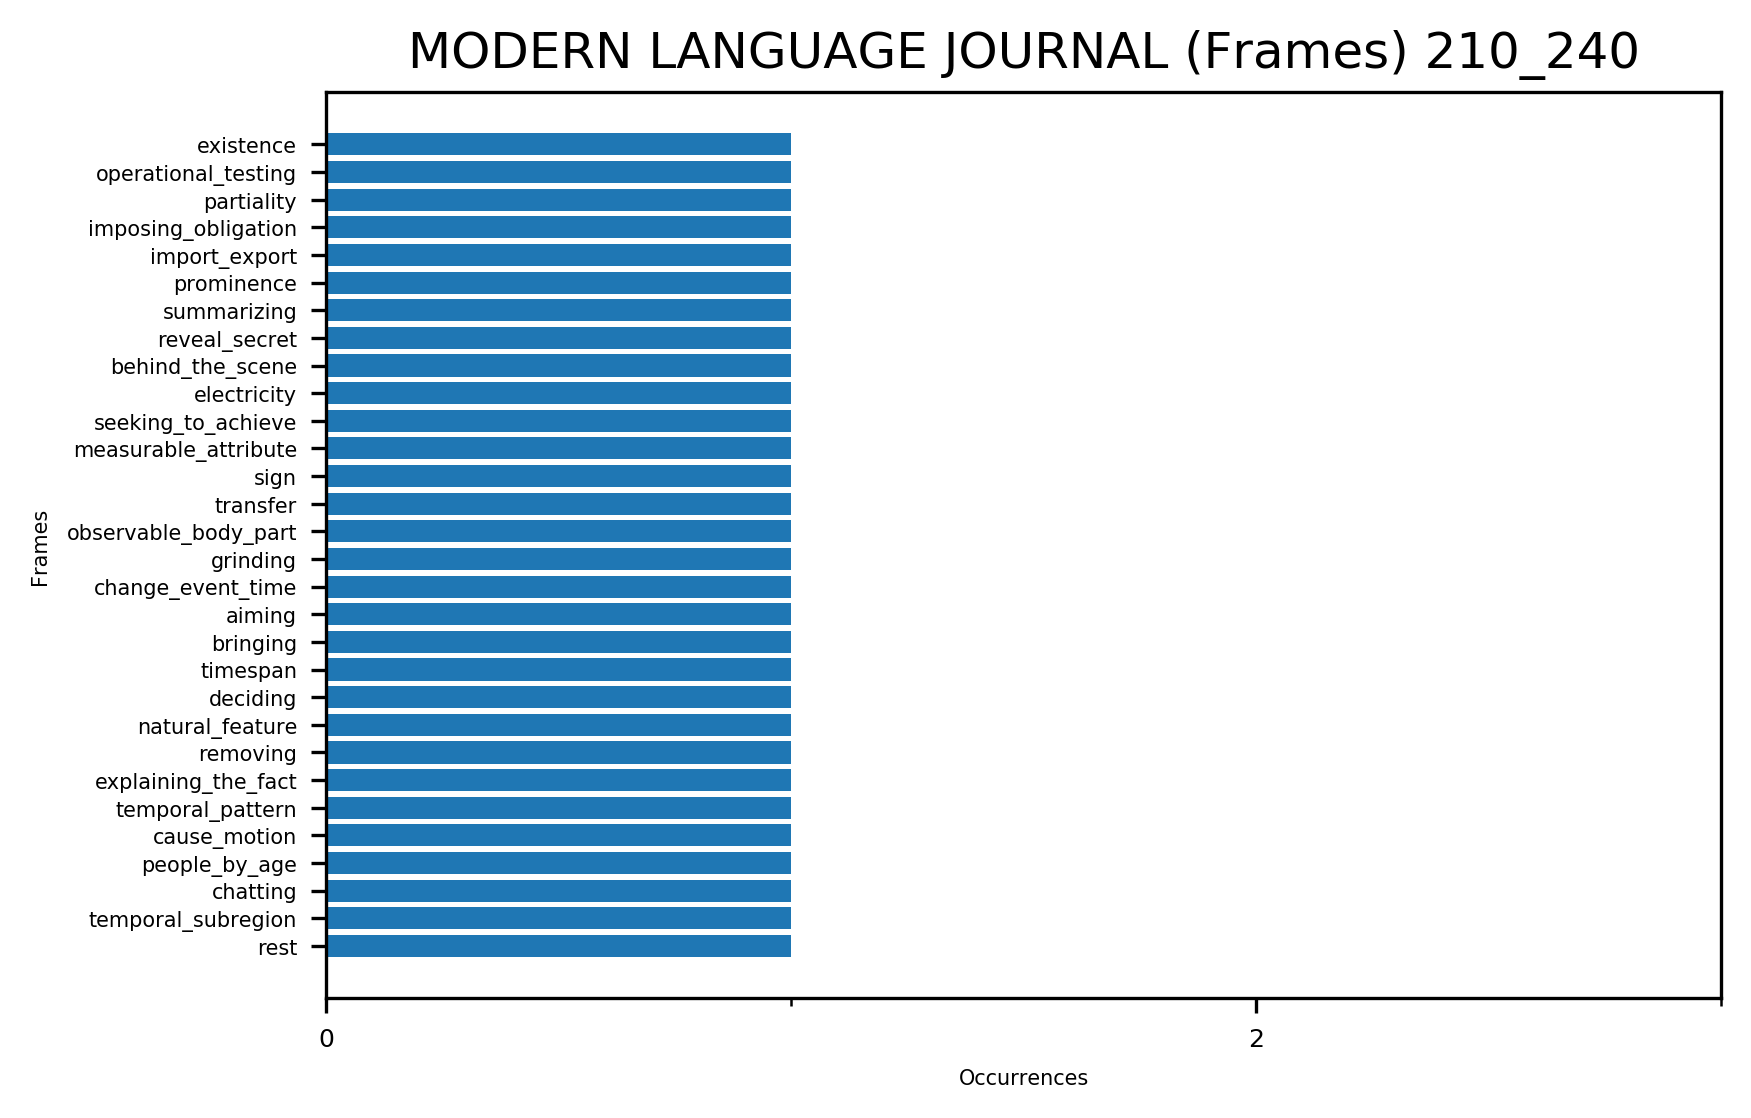 MODERN LANGUAGE JOURNAL (Frames) 210_240
existence
operational_testing
partiality
imposing_obligation
import_export
prominence
summarizing
reveal_secret
behind_the_scene
electricity
seeking_to_achieve
measurable_attribute
sign
transfer
observable_body_part
grinding
change_event_time
aiming
bringing
timespan
deciding
natural_feature
removing
explaining_the_fact
temporal_pattern
cause_motion
people_by_age
chatting
temporal_subregion
rest
Frames
0 2
Occurrences